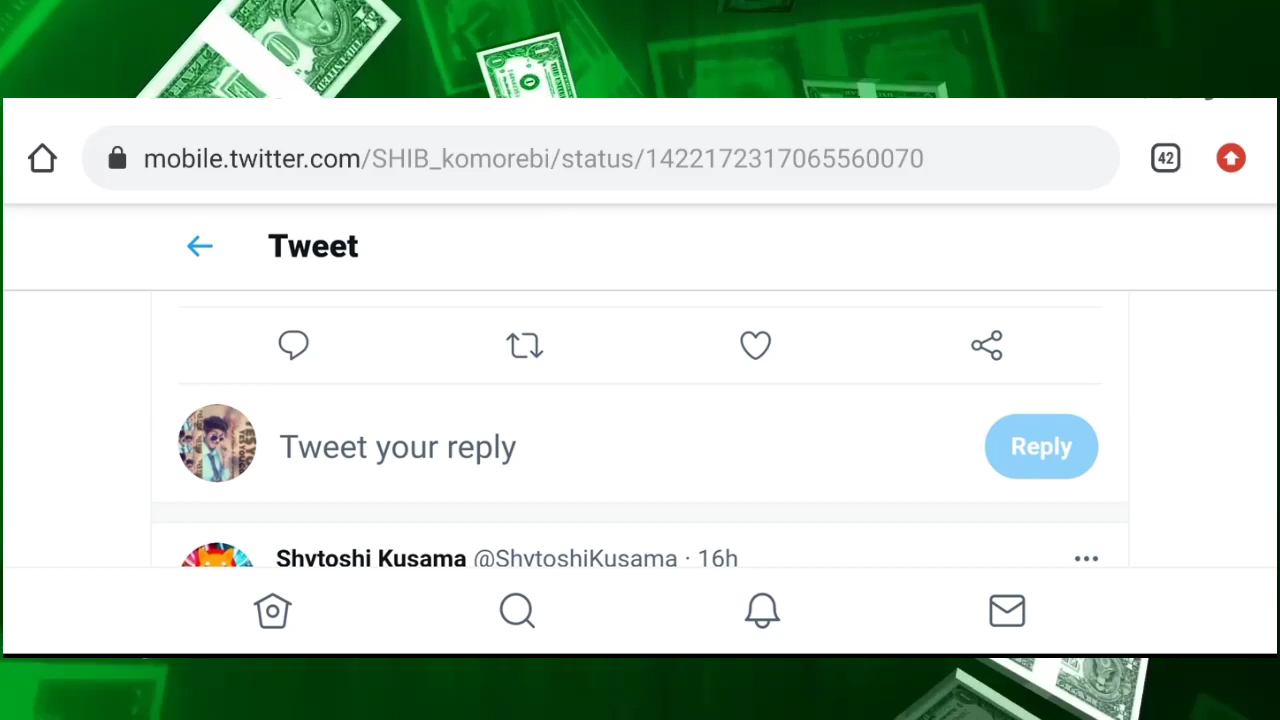 mobile.twitter.com/SHIB_komorebi/status/1422172317065560070
42
Tweet
Tweet your reply
Reply
Shytoshi Kusama @ShytoshiKusama · 16h